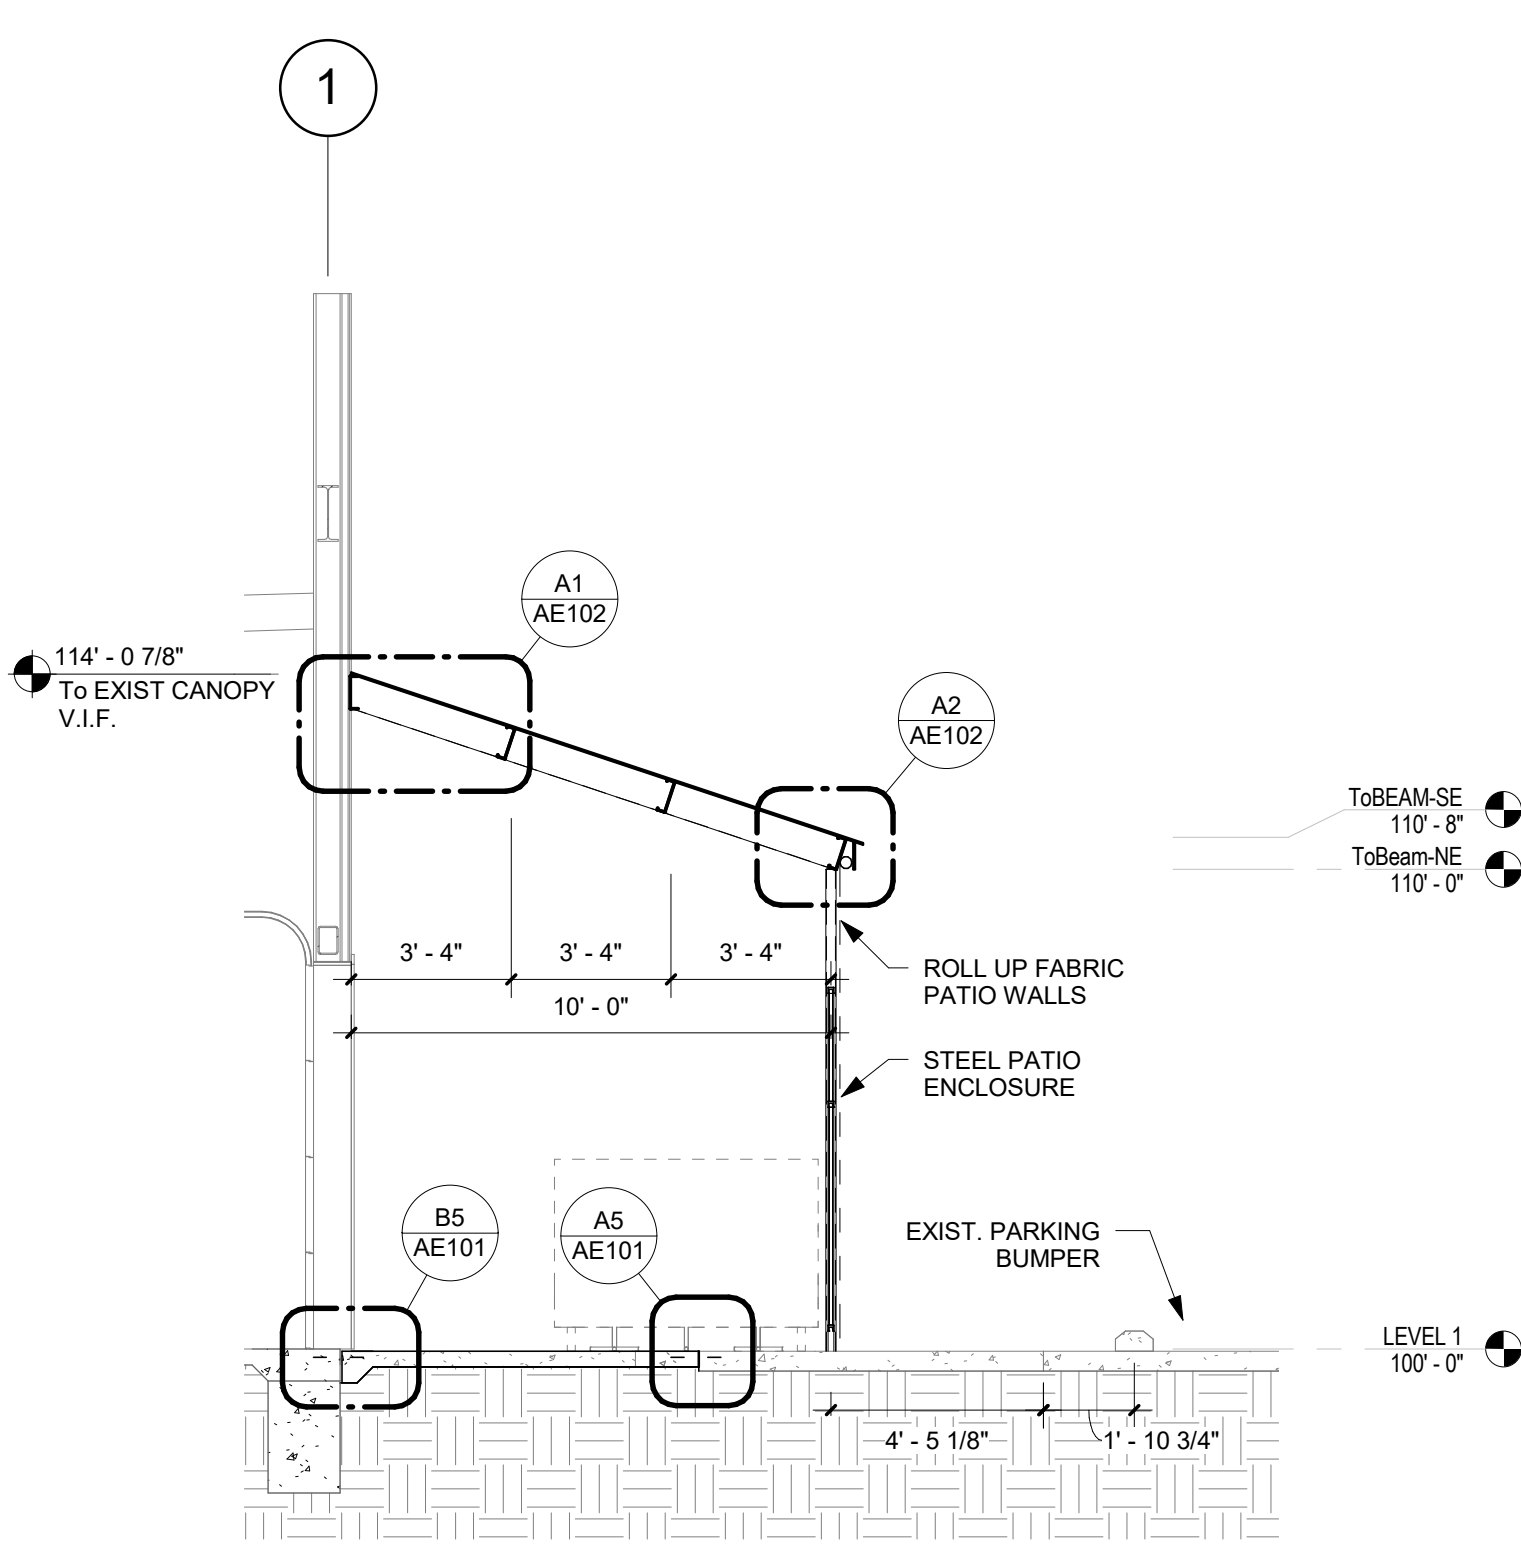 1
A1
AE102
114' - 0 7/8"
To EXIST CANOPY
V.I.F.
A2
AE102
ToBEAM-SE
110' - 8"
ToBeam-NE
110' - 0"
3' - 4"
3' - 4"
3' - 4"
10' - 0"
ROLL UP FABRIC
PATIO WALLS
STEEL PATIO
ENCLOSURE
B5
AE101
A5
AE101
EXIST. PARKING
BUMPER
LEVEL 1
100' - 0"
4' - 5 1/8"
1' - 10 3/4"